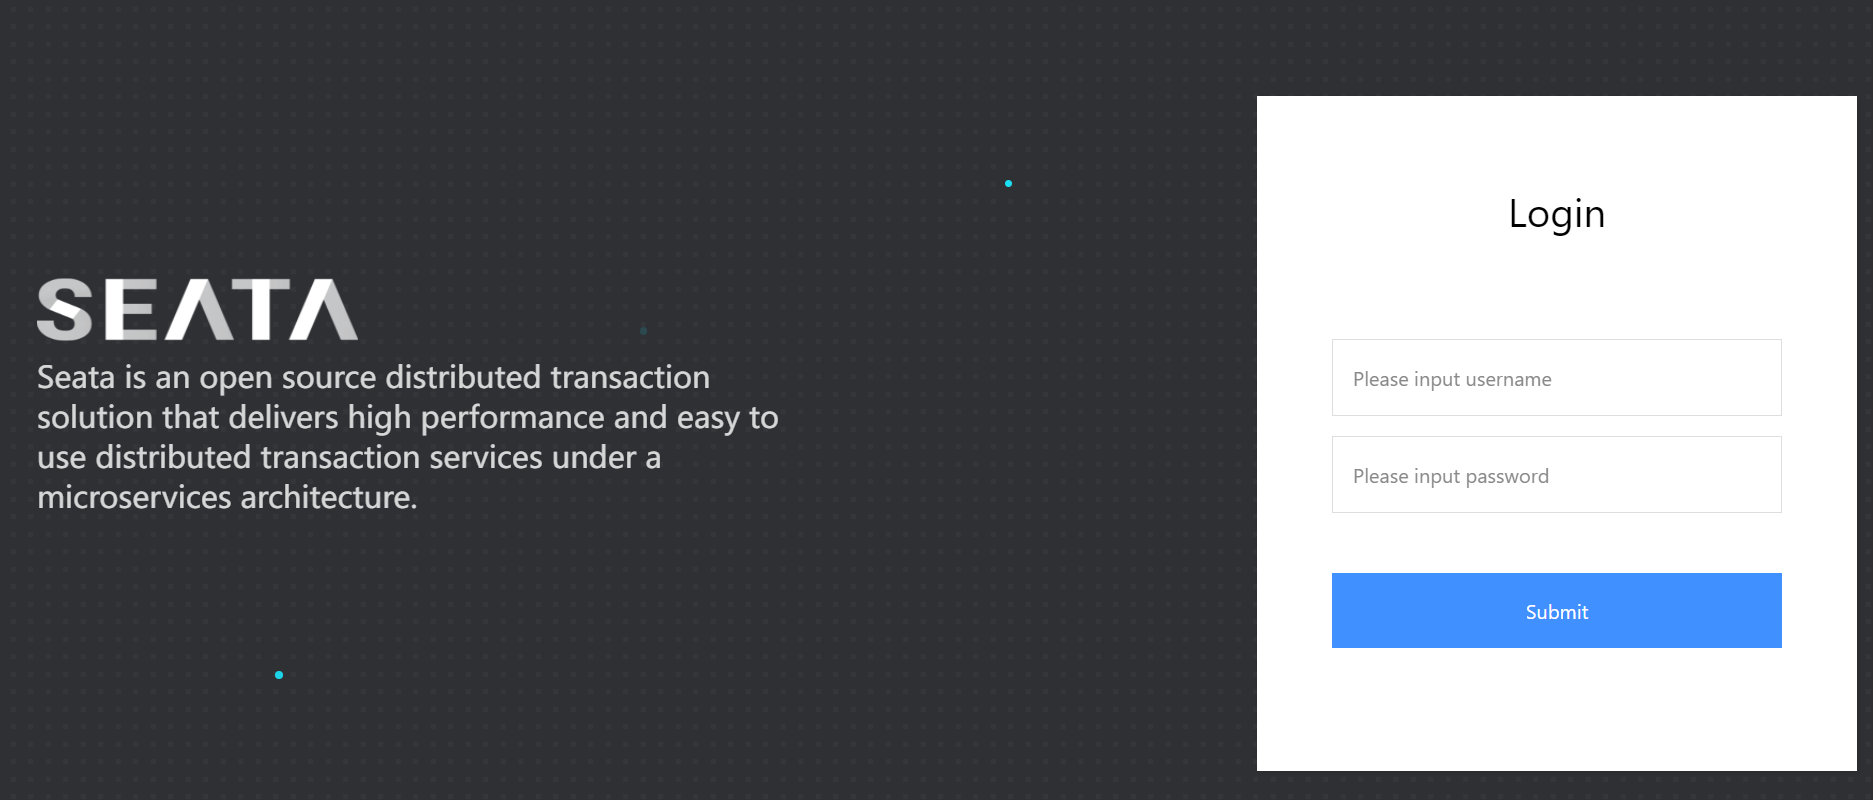 SEATA
Seata is an open source distributed transaction
solution that delivers high performance and easy to
use distributed transaction services under a
microservices architecture.
Login
Please input username
Please input password
Submit